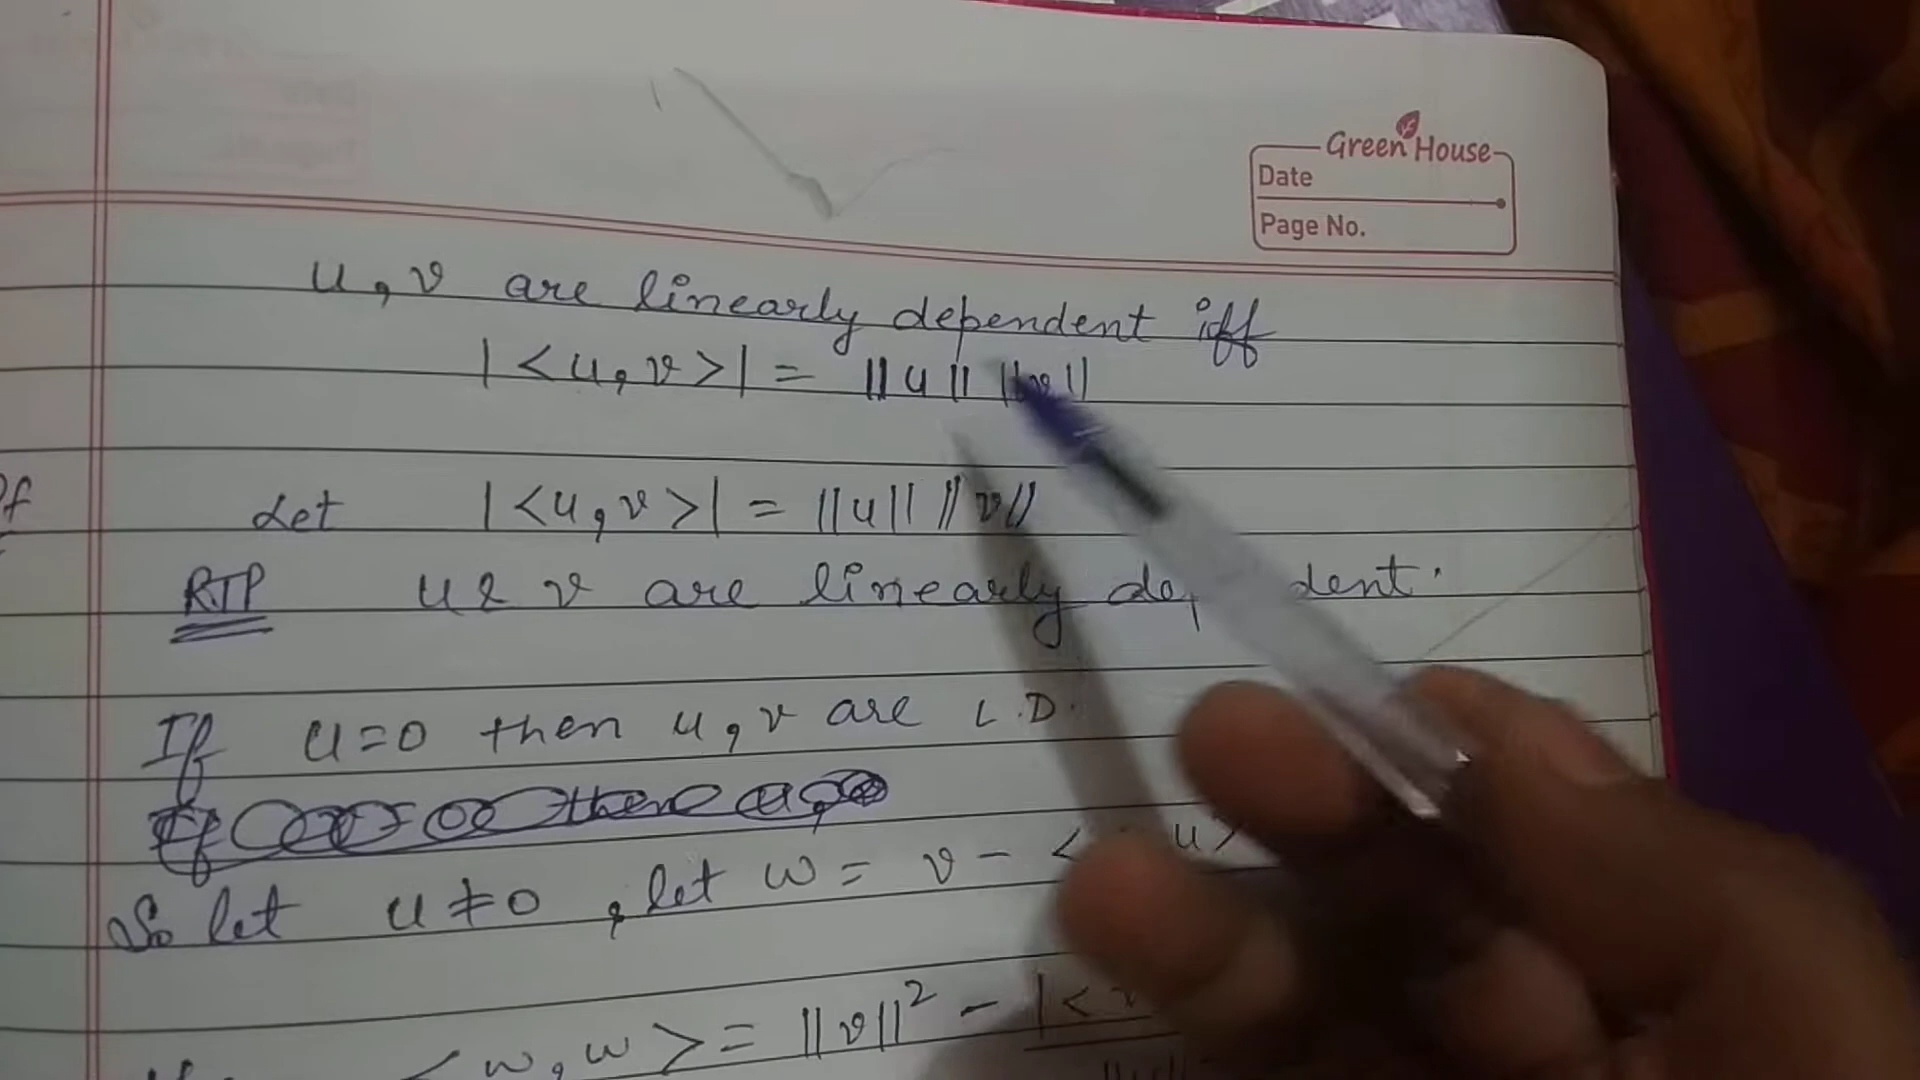 Green House
Date
Page No.
u, v are linearly dependent iff
|<u, v>| = ||u|| ||v||
Let |<u, v>| = ||u|| ||v||
RTP u & v are linearly dent.
If u=0 then u, v are L.D.
So let u≠0, let w = v - < u>
<w, w> = ||v||² - |<v